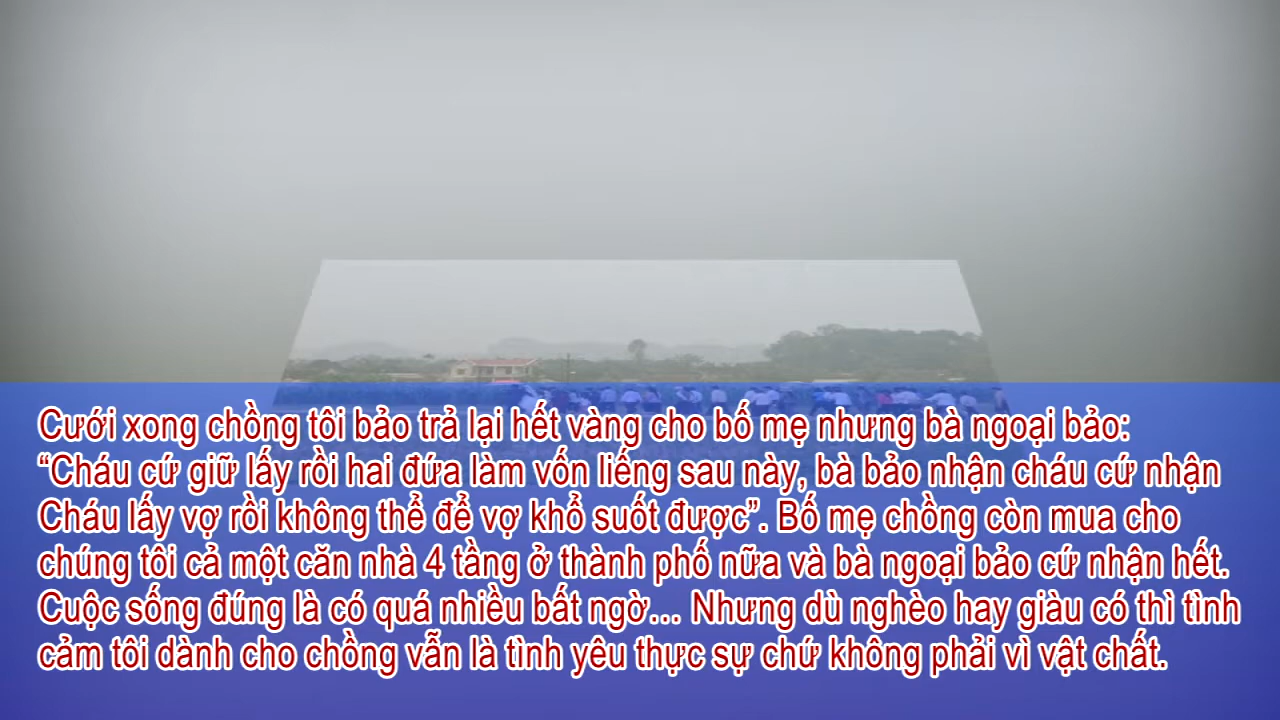 Cưới xong chồng tôi bảo trả lại hết vàng cho bố mẹ nhưng bà ngoại bảo:
“Cháu cứ giữ lấy rồi hai đứa làm vốn liếng sau này, bà bảo nhận cháu cứ nhận
Cháu lấy vợ rồi không thể để vợ khổ suốt được”. Bố mẹ chồng còn mua cho
chúng tôi cả một căn nhà 4 tầng ở thành phố nữa và bà ngoại bảo cứ nhận hết.
Cuộc sống đúng là có quá nhiều bất ngờ... Nhưng dù nghèo hay giàu có thì tình
cảm tôi dành cho chồng vẫn là tình yêu thực sự chứ không phải vì vật chất.